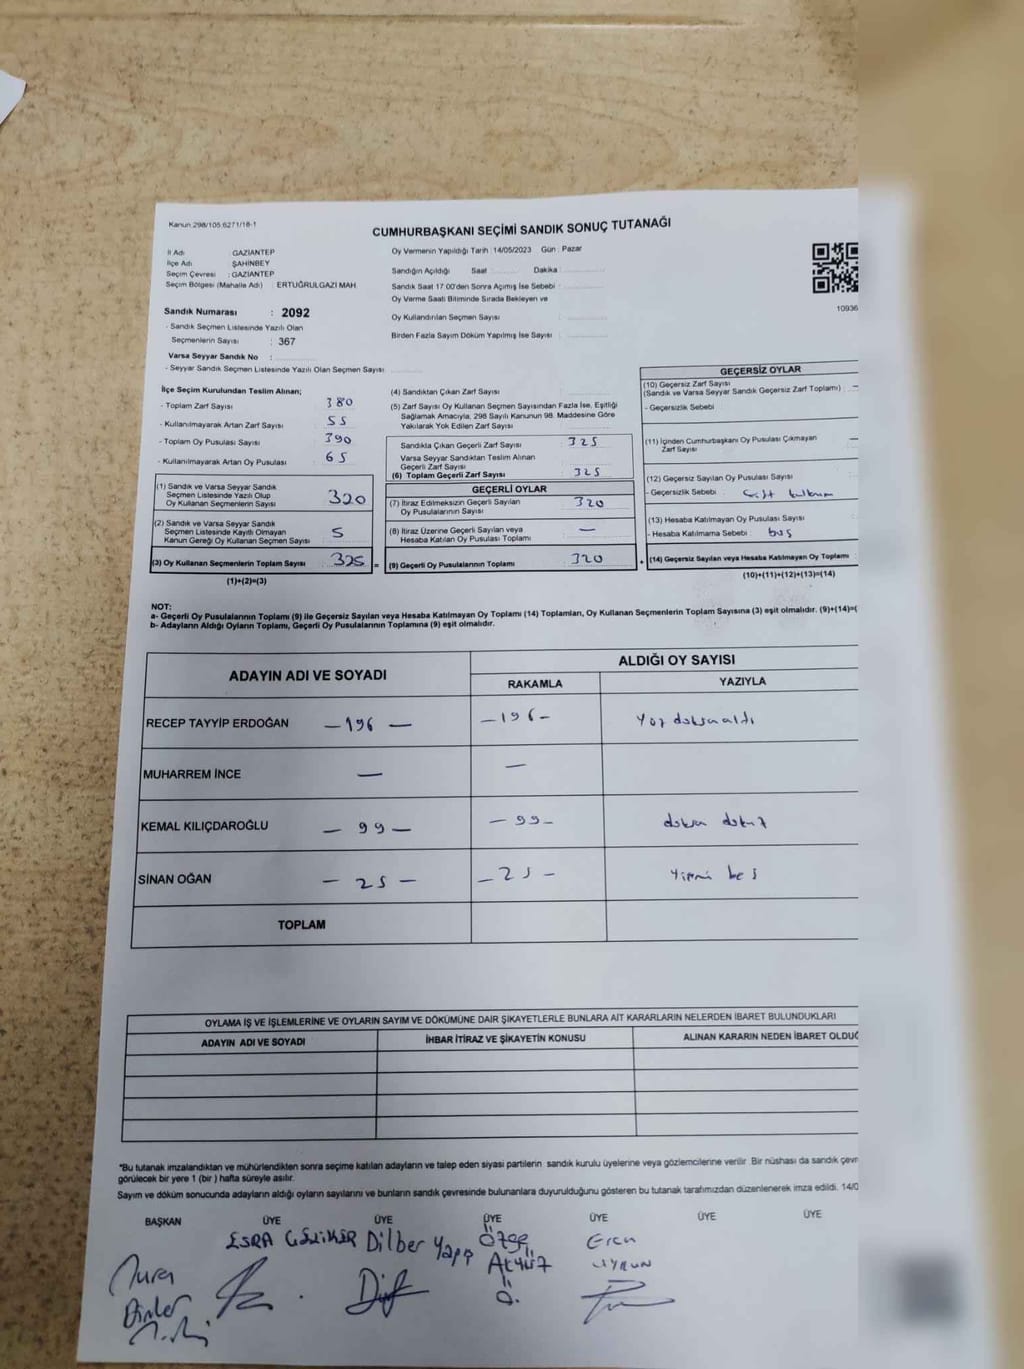 Kanun:298/105;6271/18-1
CUMHURBAŞKANI SEÇİMİ SANDIK SONUÇ TUTANAĞI
İl Adı : GAZİANTEP
İlçe Adı : ŞAHİNBEY
Seçim Çevresi : GAZİANTEP
Seçim Bölgesi (Mahalle Adı) : ERTUĞRULGAZİ MAH.
Oy Vermenin Yapıldığı Tarih :14/05/2023 Gün : Pazar
Sandığın Açıldığı Saat Dakika
Sandık Saat 17:00'den Sonra Açmış İse Sebebi :
Oy Verme Saati Bitiminde Sırada Bekleyen ve
Oy Kullandırılan Seçmen Sayısı :
Birden Fazla Sayım Döküm Yapılmış İse Sayısı :
10936
Sandık Numarası : 2092
- Sandık Seçmen Listesinde Yazılı Olan
Seçmenlerin Sayısı : 367
Varsa Seyyar Sandık No :
- Seyyar Sandık Seçmen Listesinde Yazılı Olan Seçmen Sayısı
İlçe Seçim Kurulundan Teslim Alınan;
- Toplam Zarf Sayısı : 380
- Kullanılmayarak Artan Zarf Sayısı : 55
- Toplam Oy Pusulası Sayısı : 390
- Kullanılmayarak Artan Oy Pusulası : 65
(1) Sandık ve Varsa Seyyar Sandık
Seçmen Listesinde Yazılı Olup
Oy Kullanan Seçmenlerin Sayısı 320
(2) Sandık ve Varsa Seyyar Sandık
Seçmen Listesinde Kayıtlı Olmayan
Kanun Gereği Oy Kullanan Seçmen Sayısı 5
(3) Oy Kullanan Seçmenlerin Toplam Sayısı 325 =
(1)+(2)=(3)
(4) Sandıktan Çıkan Zarf Sayısı
(5) Zarf Sayısı Oy Kullanan Seçmen Sayısından Fazla İse, Eşitliği
Sağlamak Amacıyla, 298 Sayılı Kanunun 98. Maddesine Göre
Yakılarak Yok Edilen Zarf Sayısı
Sandıkta Çıkan Geçerli Zarf Sayısı 325
Varsa Seyyar Sandıktan Teslim Alınan
Geçerli Zarf Sayısı
(6) Toplam Geçerli Zarf Sayısı 325
GEÇERLİ OYLAR
(7) İtiraz Edilmeksizin Geçerli Sayılan
Oy Pusulalarının Sayısı 320
(8) İtiraz Üzerine Geçerli Sayılan veya
Hesaba Katılan Oy Pusulası Toplamı —
(9) Geçerli Oy Pusulalarının Toplamı 320 +
GEÇERSİZ OYLAR
(10) Geçersiz Zarf Sayısı
(Sandık ve Varsa Seyyar Sandık Geçersiz Zarf Toplamı) : —
- Geçersizlik Sebebi
(11) İçinden Cumhurbaşkanı Oy Pusulası Çıkmayan
Zarf Sayısı —
(12) Geçersiz Sayılan Oy Pusulası Sayısı
- Geçersizlik Sebebi :
(13) Hesaba Katılmayan Oy Pusulası Sayısı
- Hesaba Katılmama Sebebi : boş
(14) Geçersiz Sayılan veya Hesaba Katılmayan Oy Toplamı
(10)+(11)+(12)+(13)=(14)
NOT:
a- Geçerli Oy Pusulalarının Toplamı (9) ile Geçersiz Sayılan veya Hesaba Katılmayan Oy Toplamı (14) Toplamları, Oy Kullanan Seçmenlerin Toplam Sayısına (3) eşit olmalıdır. (9)+(14)=(
b- Adayların Aldığı Oyların Toplamı, Geçerli Oy Pusulalarının Toplamına (9) eşit olmalıdır.
ADAYIN ADI VE SOYADI
ALDIĞI OY SAYISI
RAKAMLA YAZIYLA
RECEP TAYYİP ERDOĞAN —196— —196— Yüz doksan altı
MUHARREM İNCE — —
KEMAL KILIÇDAROĞLU —99— —99— doksan dokuz
SİNAN OĞAN —25— —25— Yirmi beş
TOPLAM
OYLAMA İŞ VE İŞLEMLERİNE VE OYLARIN SAYIM VE DÖKÜMÜNE DAİR ŞİKAYETLERLE BUNLARA AİT KARARLARIN NELERDEN İBARET BULUNDUKLARI
ADAYIN ADI VE SOYADI İHBAR İTİRAZ VE ŞİKAYETİN KONUSU ALINAN KARARIN NEDEN İBARET OLDUĞ
*Bu tutanak imzalandıktan ve mühürlendikten sonra seçime katılan adayların ve talep eden siyasi partilerin sandık kurulu üyelerine veya gözlemcilerine verilir. Bir nüshası da sandık çevr
görülecek bir yere 1 (bir ) hafta süreyle asılır.
Sayım ve döküm sonucunda adayların aldığı oyların sayılarını ve bunların sandık çevresinde bulunanlara duyurulduğunu gösteren bu tutanak tarafımızdan düzenlenerek imza edildi. 14/0
BAŞKAN ÜYE ÜYE ÜYE ÜYE ÜYE ÜYE
ESRA Dilber Yapı Özge Eren
Akyüz UYKUN